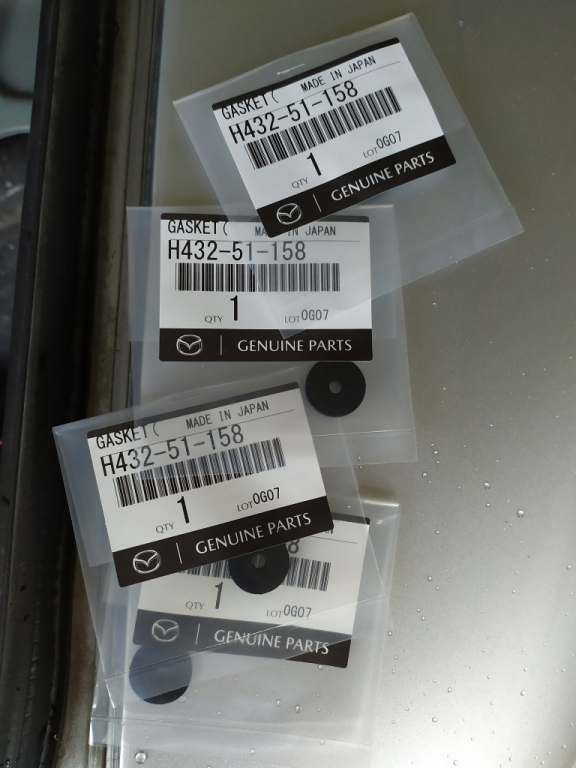 GASKET( MADE IN JAPAN
H432-51-158
QTY 1 LOT0G07
GENUINE PARTS
GASKET( MA IN JAPAN
H432-51-158
QTY 1 LOT0G07
GENUINE PARTS
GASKET( MADE IN JAPAN
H432-51-158
QTY 1 LOT0G07
GENUINE PARTS
8
QTY 1 LOT0G07
GENUINE PARTS